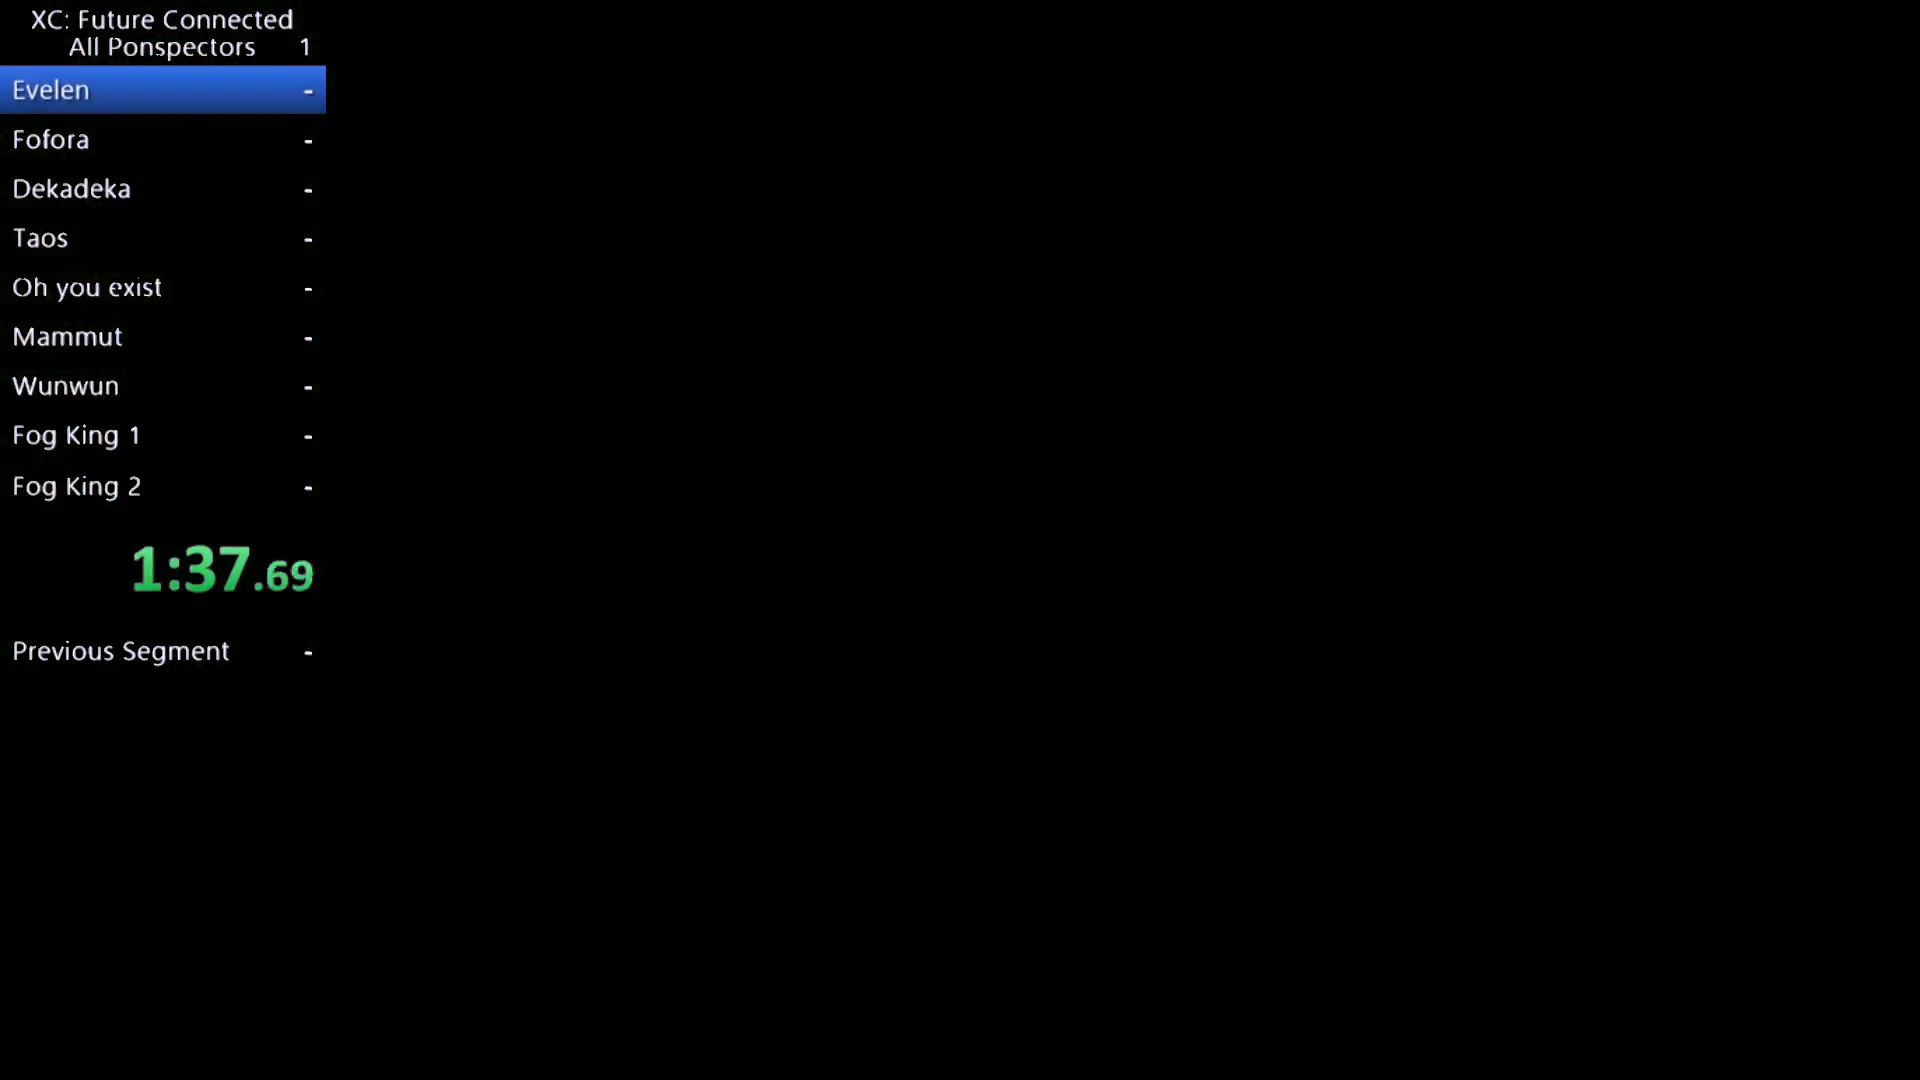 XC: Future Connected
All Ponspectors 1
Evelen -
Fofora -
Dekadeka -
Taos -
Oh you exist -
Mammut -
Wunwun -
Fog King 1 -
Fog King 2 -
1:37.69
Previous Segment -